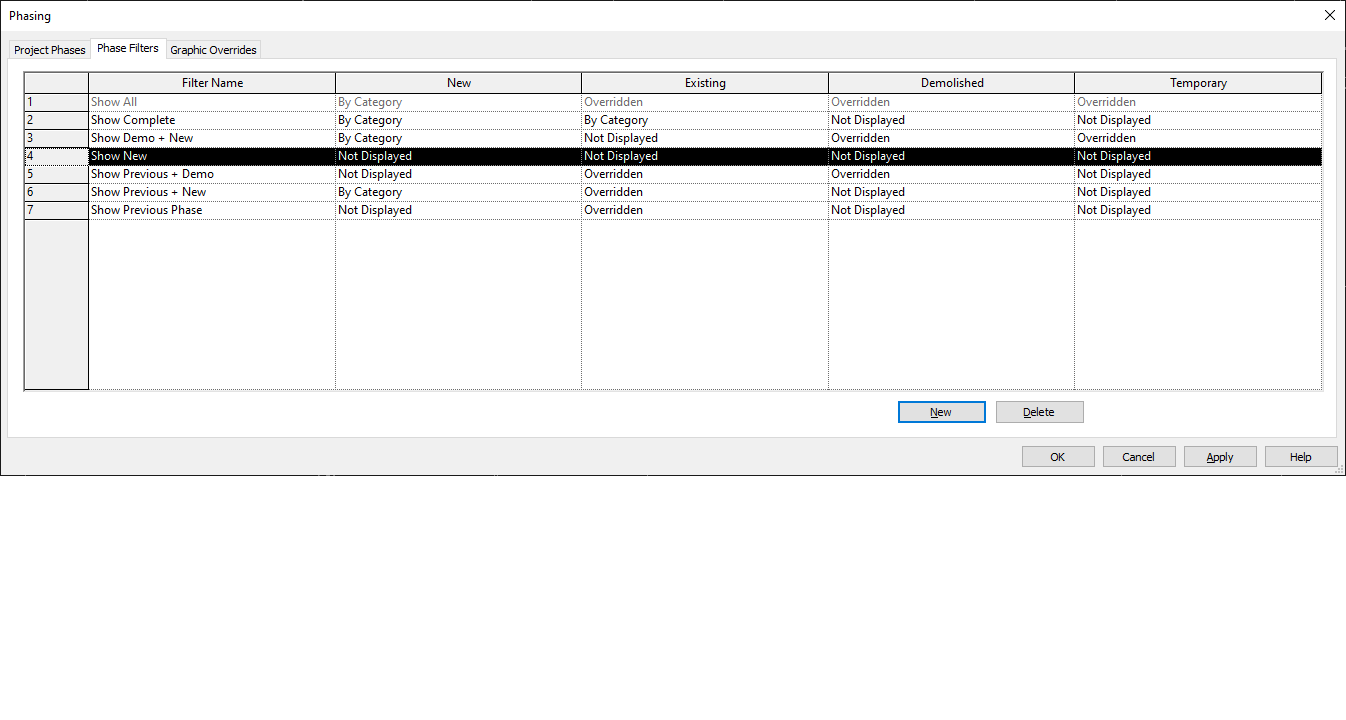 Phasing
Project Phases Phase Filters Graphic Overrides
Filter Name New Existing Demolished Temporary
1 Show All By Category Overridden Overridden Overridden
2 Show Complete By Category By Category Not Displayed Not Displayed
3 Show Demo + New By Category Not Displayed Overridden Overridden
4 Show New Not Displayed Not Displayed Not Displayed Not Displayed
5 Show Previous + Demo Not Displayed Overridden Overridden Not Displayed
6 Show Previous + New By Category Overridden Not Displayed Not Displayed
7 Show Previous Phase Not Displayed Overridden Not Displayed Not Displayed
New Delete
OK Cancel Apply Help